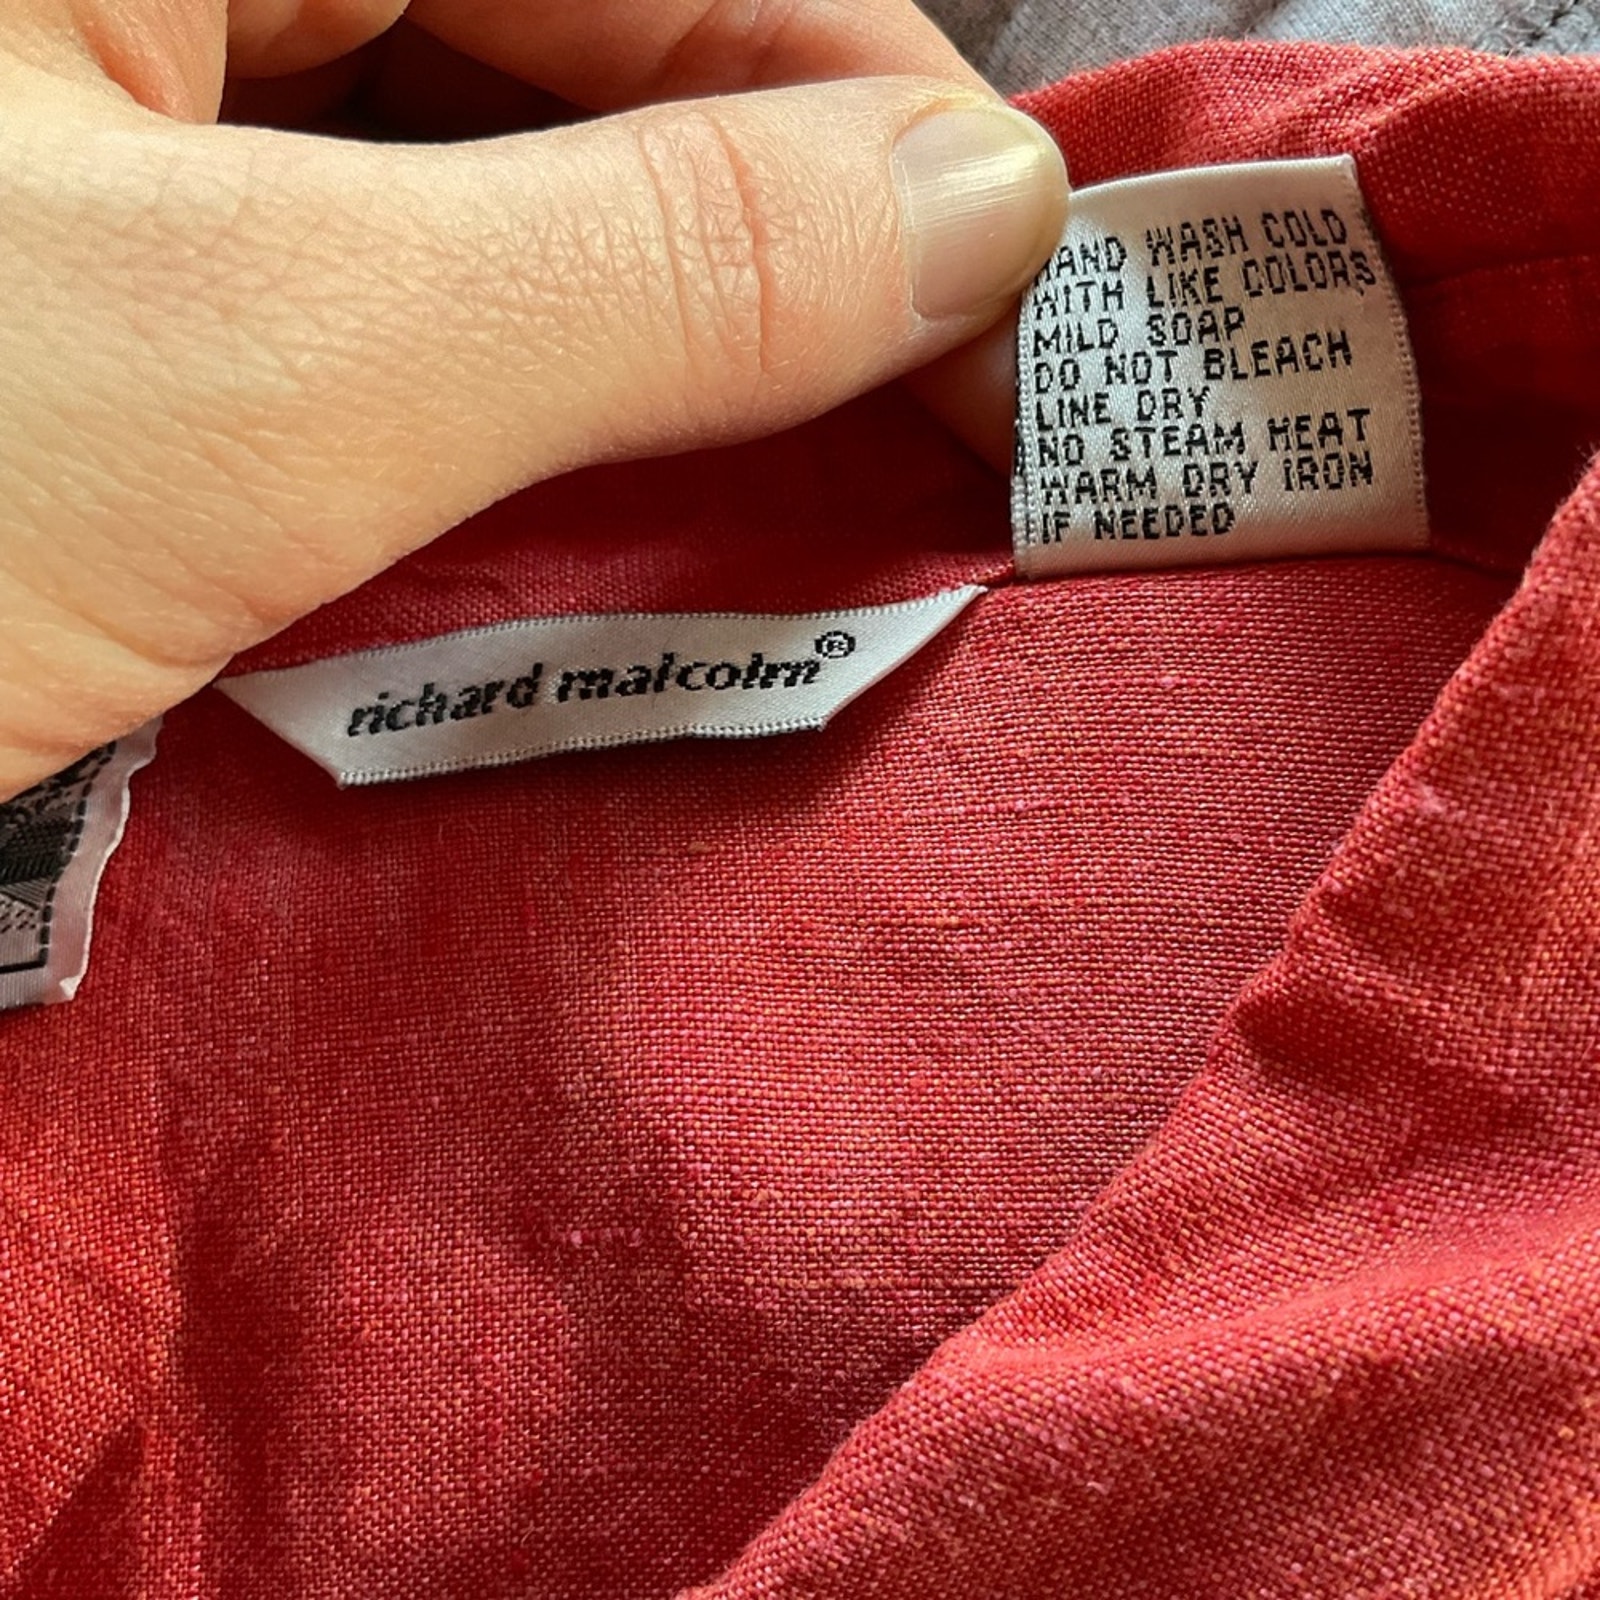 HAND WASH COLD
WITH LIKE COLORS
MILD SOAP
DO NOT BLEACH
LINE DRY
NO STEAM HEAT
WARM DRY IRON
IF NEEDED
richard malcolm®